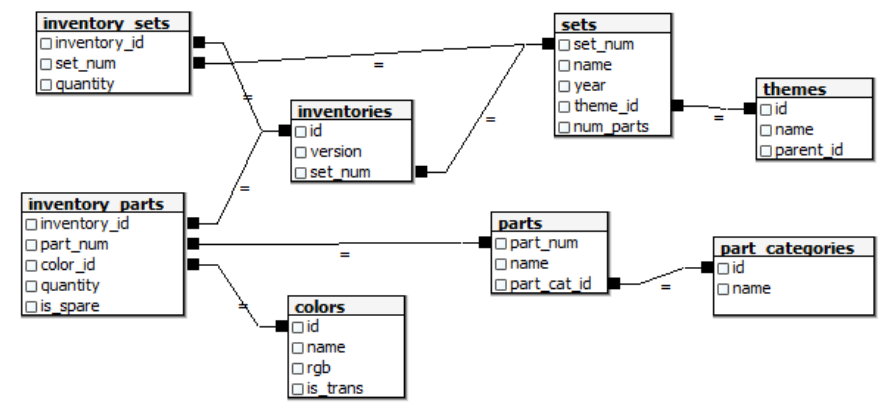 inventory_sets
inventory_id
set_num
quantity
sets
set_num
name
year
theme_id
num_parts
themes
id
name
parent_id
inventories
id
version
set_num
inventory_parts
inventory_id
part_num
color_id
quantity
is_spare
parts
part_num
name
part_cat_id
part_categories
id
name
colors
id
name
rgb
is_trans
=
=
=
=
=
=
=
=